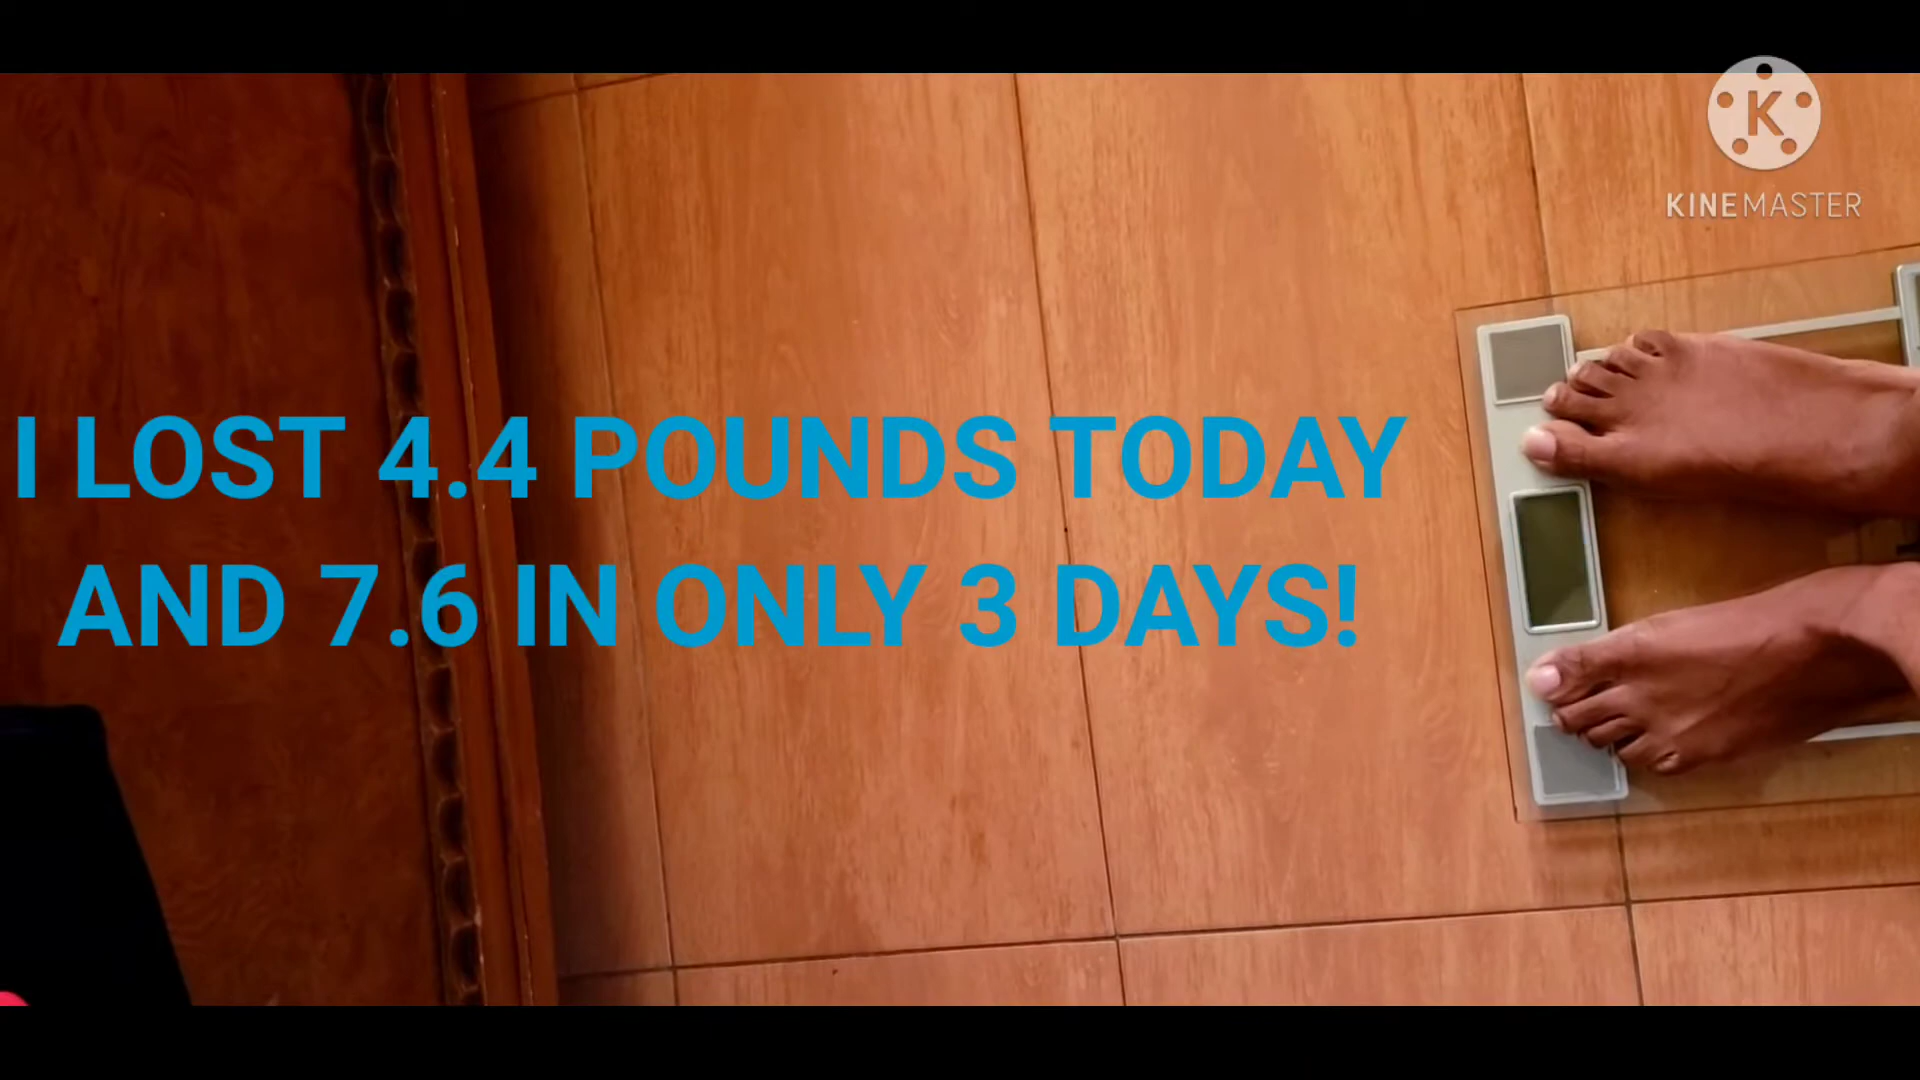 K
KINEMASTER
I LOST 4.4 POUNDS TODAY
AND 7.6 IN ONLY 3 DAYS!